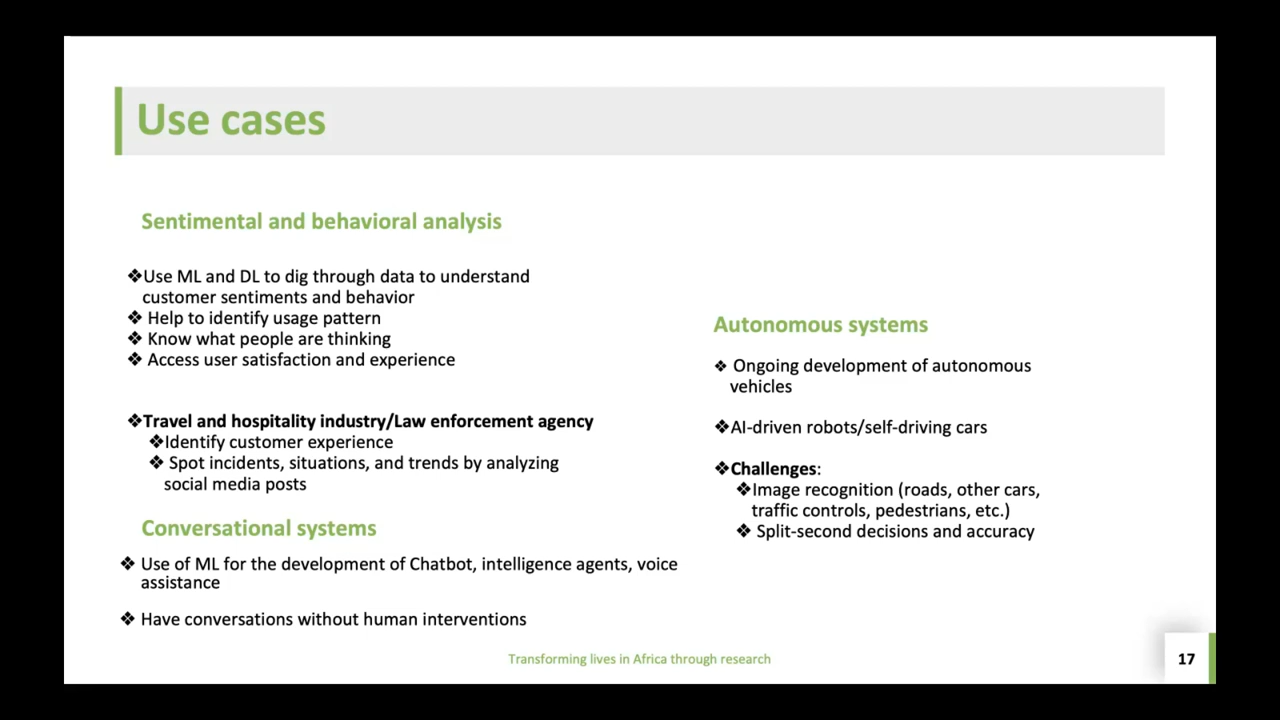 Use cases
Sentimental and behavioral analysis
❖Use ML and DL to dig through data to understand
customer sentiments and behavior
❖ Help to identify usage pattern
❖ Know what people are thinking
❖ Access user satisfaction and experience
❖Travel and hospitality industry/Law enforcement agency
❖Identify customer experience
❖ Spot incidents, situations, and trends by analyzing
social media posts
Conversational systems
❖ Use of ML for the development of Chatbot, intelligence agents, voice
assistance
❖ Have conversations without human interventions
Autonomous systems
❖ Ongoing development of autonomous
vehicles
❖AI-driven robots/self-driving cars
❖Challenges:
❖Image recognition (roads, other cars,
traffic controls, pedestrians, etc.)
❖ Split-second decisions and accuracy
Transforming lives in Africa through research
17